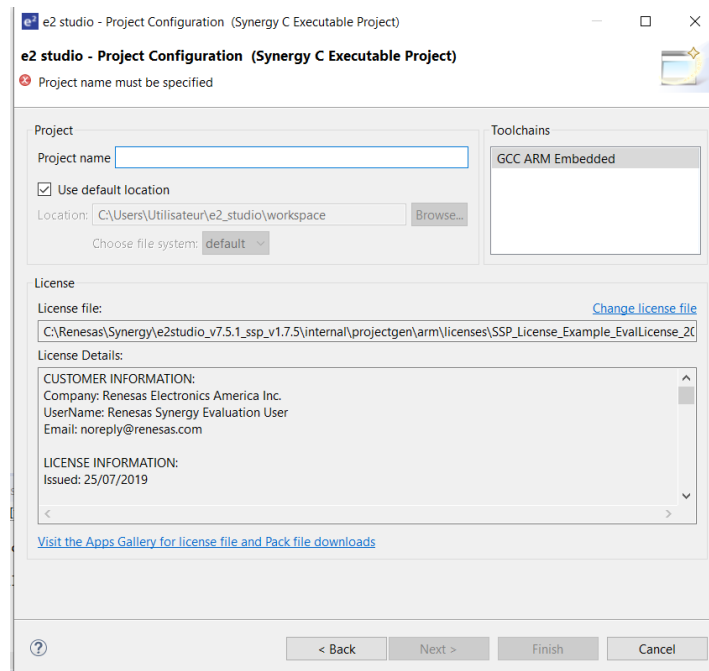 e2 e2 studio - Project Configuration (Synergy C Executable Project)
e2 studio - Project Configuration (Synergy C Executable Project)
Project name must be specified
Project
Project name
Use default location
Location: C:\Users\Utilisateur\e2_studio\workspace Browse...
Choose file system: default
Toolchains
GCC ARM Embedded
License
License file: Change license file
C:\Renesas\Synergy\e2studio_v7.5.1_ssp_v1.7.5\internal\projectgen\arm\licenses\SSP_License_Example_EvalLicense_20
License Details:
CUSTOMER INFORMATION:
Company: Renesas Electronics America Inc.
UserName: Renesas Synergy Evaluation User
Email: noreply@renesas.com
LICENSE INFORMATION:
Issued: 25/07/2019
Visit the Apps Gallery for license file and Pack file downloads
? < Back Next > Finish Cancel